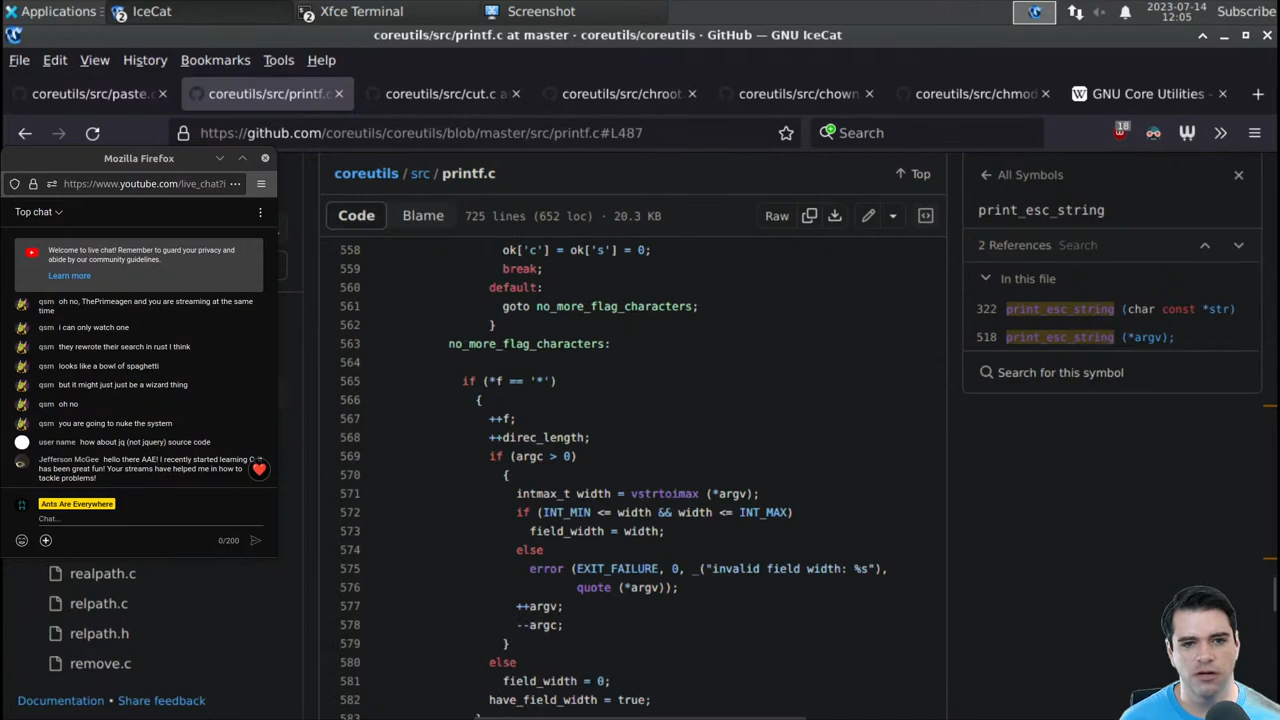 Applications
2 IceCat
2 Xfce Terminal
Screenshot
2023-07-14
12:05
Subscribe
coreutils/src/printf.c at master · coreutils/coreutils · GitHub — GNU IceCat
File Edit View History Bookmarks Tools Help
coreutils/src/paste.c
coreutils/src/printf.c
coreutils/src/cut.c a
coreutils/src/chroot
coreutils/src/chown.
coreutils/src/chmod
W GNU Core Utilities -
https://github.com/coreutils/coreutils/blob/master/src/printf.c#L487
Search
18
Mozilla Firefox
https://www.youtube.com/live_chat?i
Top chat
Welcome to live chat! Remember to guard your privacy and
abide by our community guidelines.
Learn more
qsm oh no, ThePrimeagen and you are streaming at the same
time
qsm i can only watch one
qsm they rewrote their search in rust I think
qsm looks like a bowl of spaghetti
qsm but it might just just be a wizard thing
qsm oh no
qsm you are going to nuke the system
user name how about jq (not jquery) source code
Jefferson McGee hello there AAE! I recently started learning C, it
has been great fun! Your streams have helped me in how to
tackle problems!
Ants Are Everywhere
Chat...
0/200
realpath.c
relpath.c
relpath.h
remove.c
Documentation · Share feedback
coreutils / src / printf.c
Top
Code Blame 725 lines (652 loc) · 20.3 KB
Raw
558 ok['c'] = ok['s'] = 0;
559 break;
560 default:
561 goto no_more_flag_characters;
562 }
563 no_more_flag_characters:
564
565 if (*f == '*')
566 {
567 ++f;
568 ++direc_length;
569 if (argc > 0)
570 {
571 intmax_t width = vstrtoimax (*argv);
572 if (INT_MIN <= width && width <= INT_MAX)
573 field_width = width;
574 else
575 error (EXIT_FAILURE, 0, _("invalid field width: %s"),
576 quote (*argv));
577 ++argv;
578 --argc;
579 }
580 else
581 field_width = 0;
582 have_field_width = true;
583 }
All Symbols
print_esc_string
2 References Search
In this file
322 print_esc_string (char const *str)
518 print_esc_string (*argv);
Search for this symbol